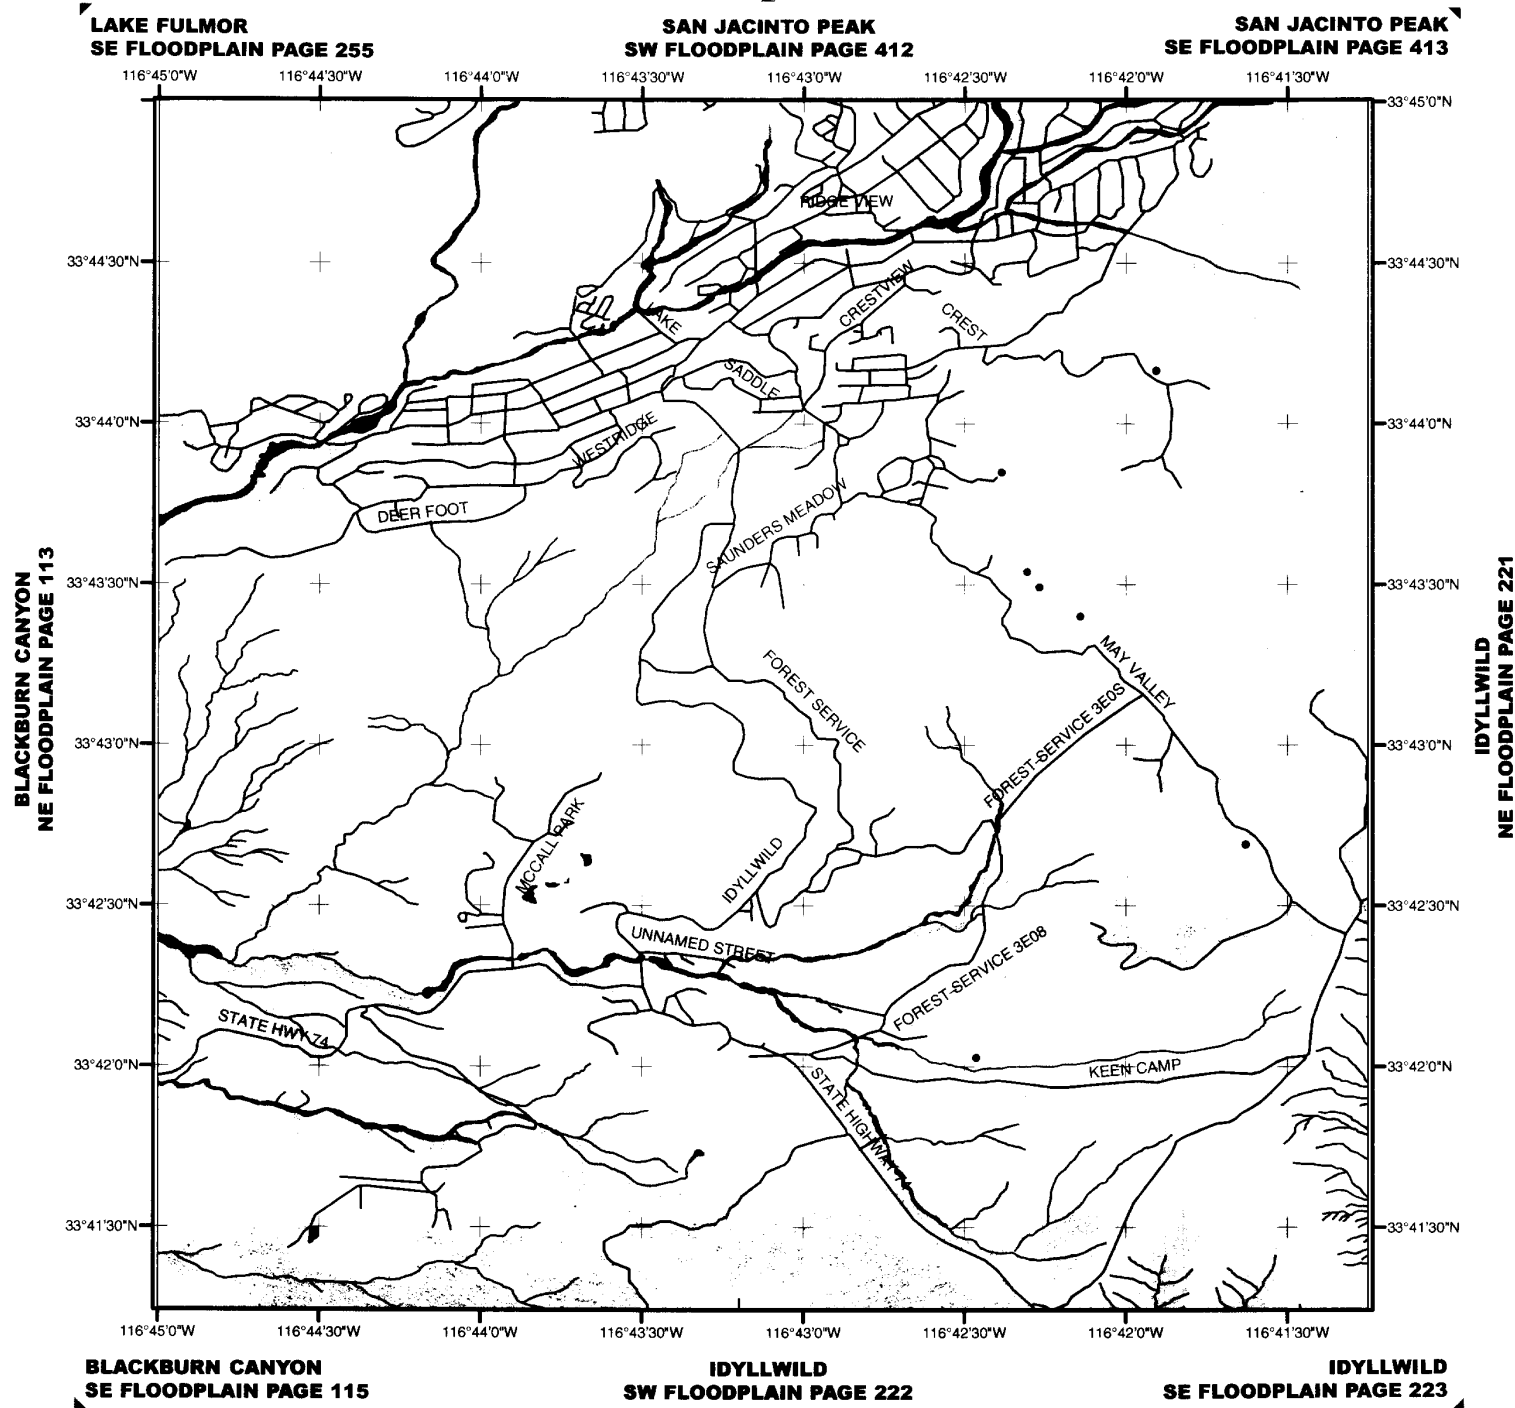 LAKE FULMOR
SE FLOODPLAIN PAGE 255
SAN JACINTO PEAK
SW FLOODPLAIN PAGE 412
SAN JACINTO PEAK
SE FLOODPLAIN PAGE 413
116°45'0"W
116°44'30"W
116°44'0"W
116°43'30"W
116°43'0"W
116°42'30"W
116°42'0"W
116°41'30"W
33°45'0"N
RIDGE VIEW
33°44'30"N
33°44'30"N
CRESTVIEW
CREST
LAKE
SADDLE
33°44'0"N
33°44'0"N
WESTRIDGE
DEER FOOT
SAUNDERS MEADOW
33°43'30"N
33°43'30"N
BLACKBURN CANYON
NE FLOODPLAIN PAGE 113
IDYLLWILD
NE FLOODPLAIN PAGE 221
MAY VALLEY
FOREST SERVICE
FOREST-SERVICE 3E0S
33°43'0"N
33°43'0"N
MCCALL PARK
IDYLLWILD
33°42'30"N
33°42'30"N
UNNAMED STREET
FOREST-SERVICE 3E08
STATE HWY 74
33°42'0"N
33°42'0"N
KEEN CAMP
STATE HIGHWAY 74
33°41'30"N
33°41'30"N
116°45'0"W
116°44'30"W
116°44'0"W
116°43'30"W
116°43'0"W
116°42'30"W
116°42'0"W
116°41'30"W
BLACKBURN CANYON
SE FLOODPLAIN PAGE 115
IDYLLWILD
SW FLOODPLAIN PAGE 222
IDYLLWILD
SE FLOODPLAIN PAGE 223